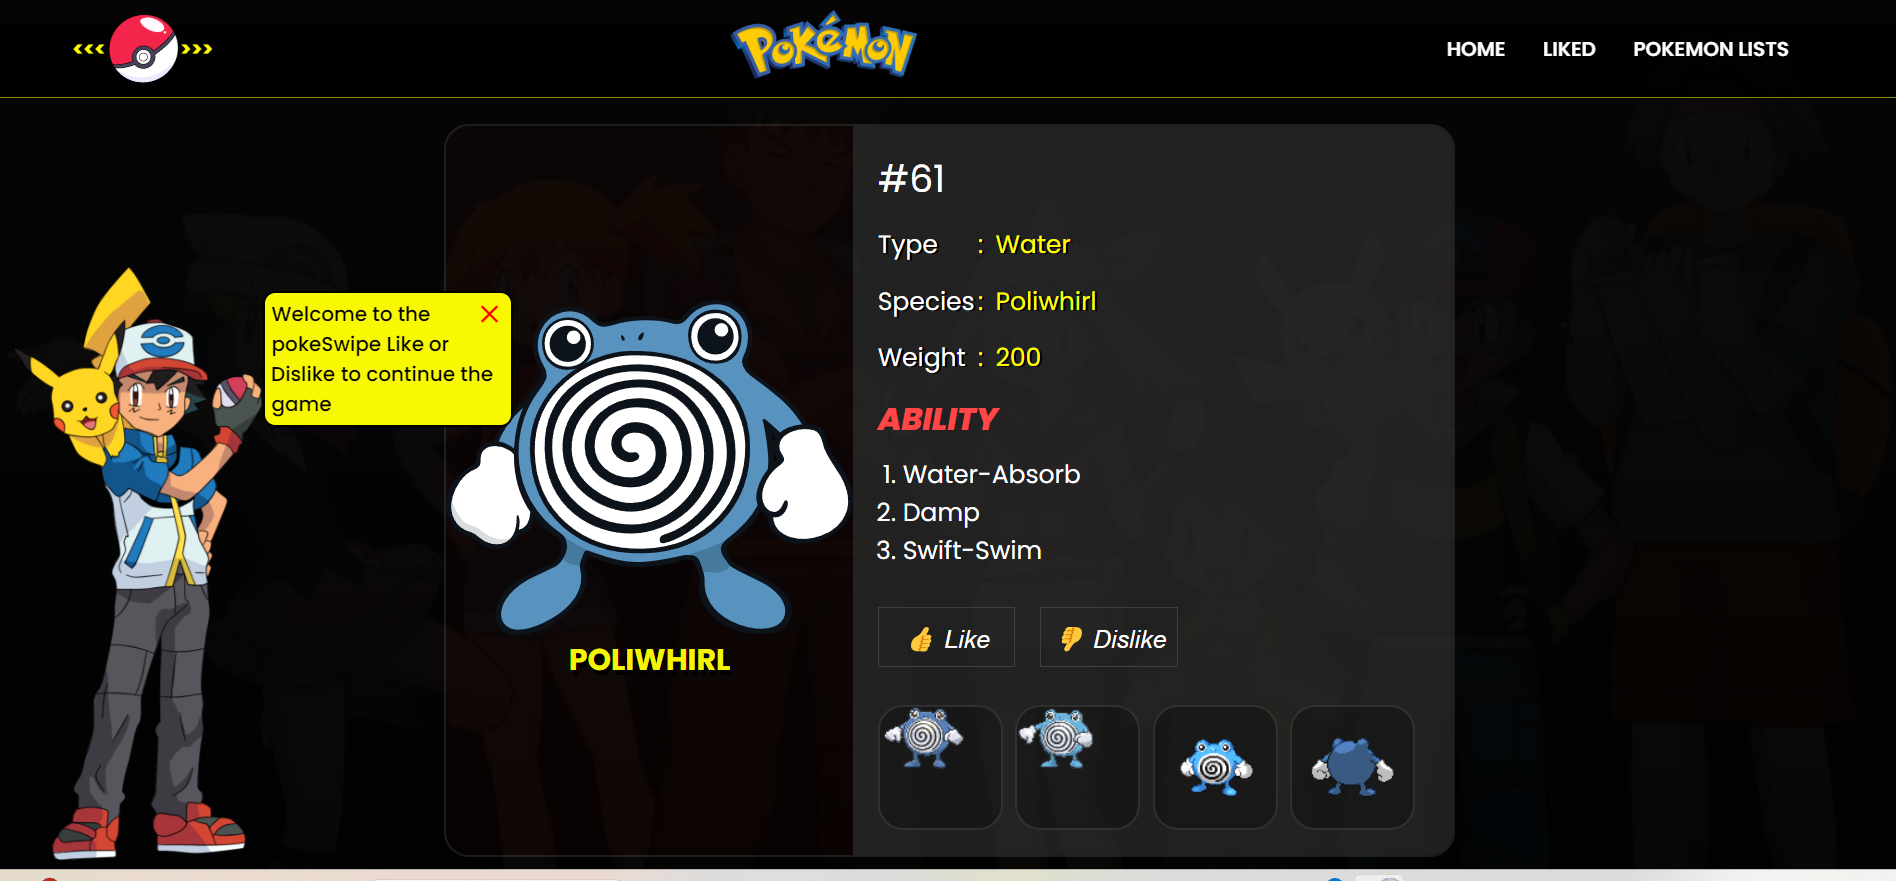 POKéMON
HOME
LIKED
POKEMON LISTS
Welcome to the
pokeSwipe Like or
Dislike to continue the
game
POLIWHIRL
#61
Type : Water
Species : Poliwhirl
Weight : 200
ABILITY
1. Water-Absorb
2. Damp
3. Swift-Swim
👍 Like
👎 Dislike